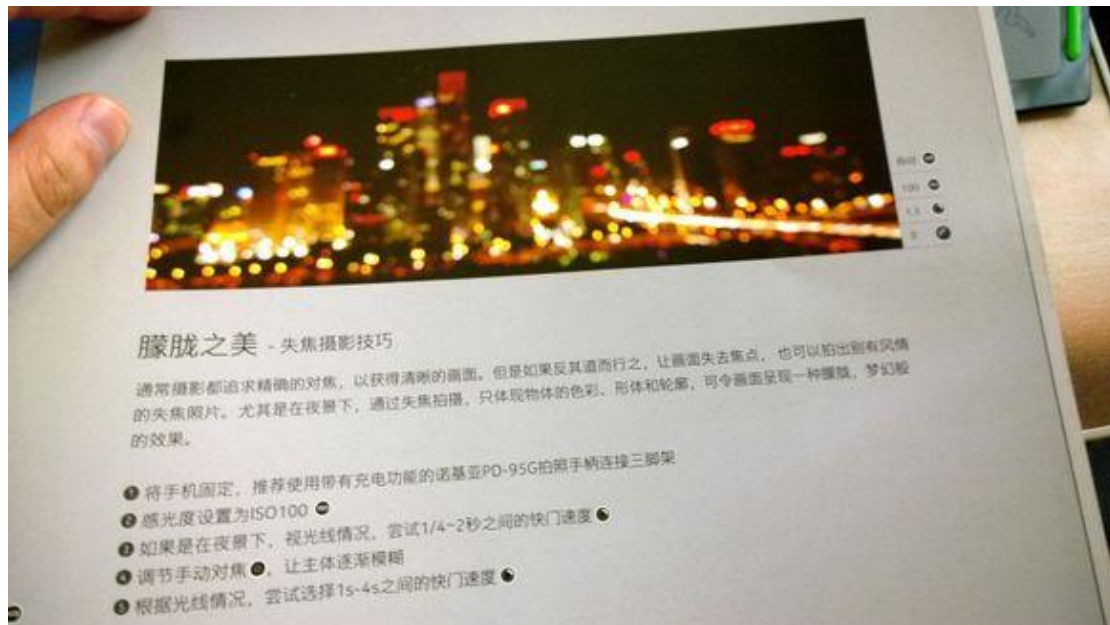 100
朦胧之美 - 失焦摄影技巧
通常摄影都追求精确的对焦，以获得清晰的画面。但是如果反其道而行之，让画面失去焦点，也可以拍出别有风情
的失焦照片。尤其是在夜景下，通过失焦拍摄，只体现物体的色彩、形体和轮廓，可令画面呈现一种朦胧，梦幻般
的效果。
1 将手机固定，推荐使用带有充电功能的诺基亚PD-95G拍照手柄连接三脚架
2 感光度设置为ISO100
3 如果是在夜景下，视光线情况，尝试1/4~2秒之间的快门速度
4 调节手动对焦，让主体逐渐模糊
5 根据光线情况，尝试选择1s-4s之间的快门速度